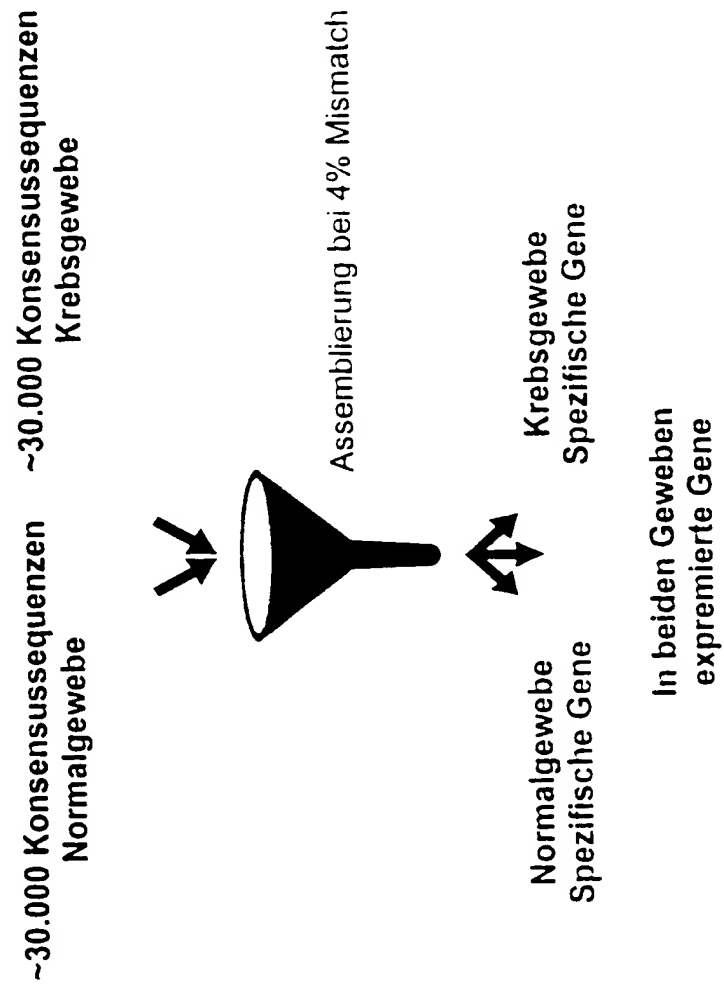 ~30.000 Konsensussequenzen
Normalgewebe
~30.000 Konsensussequenzen
Krebsgewebe
Assemblierung bei 4% Mismatch
Normalgewebe
Spezifische Gene
Krebsgewebe
Spezifische Gene
In beiden Geweben
expremierte Gene